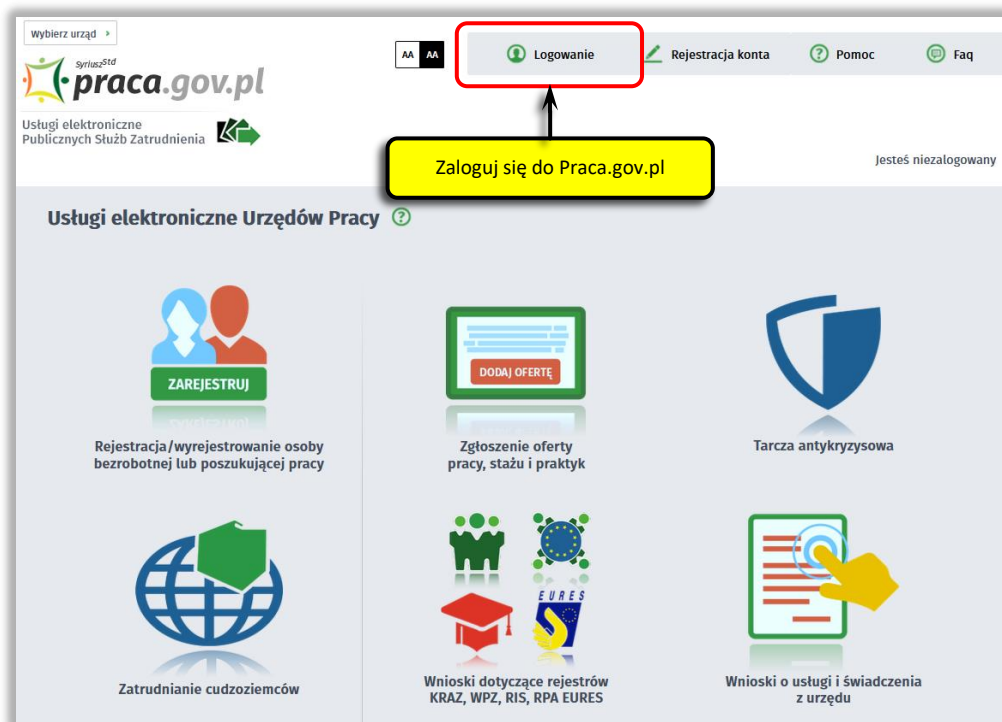 Wybierz urząd
AA AA
Logowanie
Rejestracja konta
Pomoc
Faq
Syriusz Std
praca.gov.pl
Usługi elektroniczne
Publicznych Służb Zatrudnienia
Zaloguj się do Praca.gov.pl
Jesteś niezalogowany
Usługi elektroniczne Urzędów Pracy
ZAREJESTRUJ
Rejestracja/wyrejestrowanie osoby
bezrobotnej lub poszukującej pracy
DODAJ OFERTĘ
Zgłoszenie oferty
pracy, stażu i praktyk
Tarcza antykryzysowa
Zatrudnianie cudzoziemców
EURES
Wnioski dotyczące rejestrów
KRAZ, WPZ, RIS, RPA EURES
Wnioski o usługi i świadczenia
z urzędu